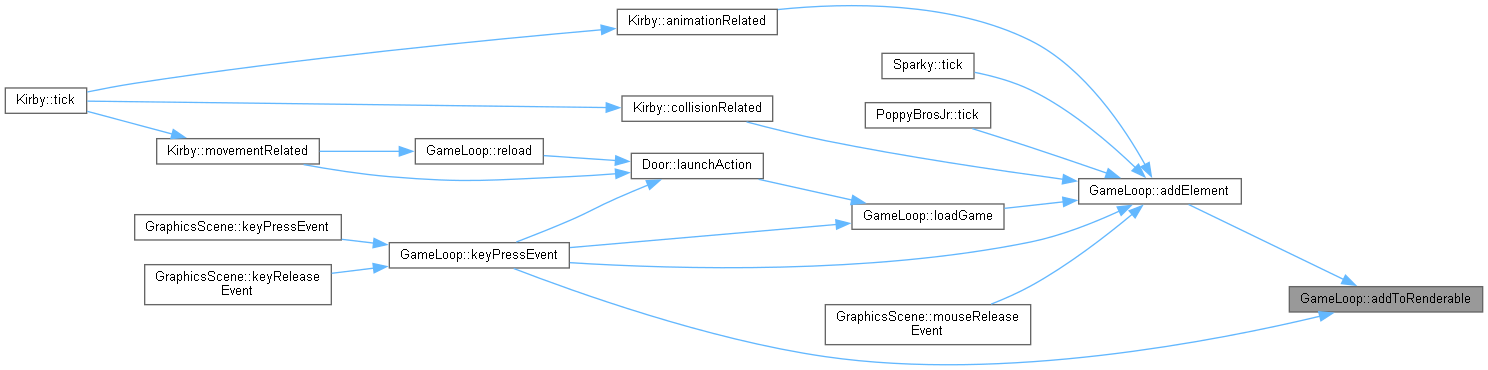 Kirby::animationRelated
Sparky::tick
Kirby::tick
Kirby::collisionRelated
PoppyBrosJr::tick
Kirby::movementRelated
GameLoop::reload
Door::launchAction
GameLoop::addElement
GraphicsScene::keyPressEvent
GameLoop::loadGame
GameLoop::keyPressEvent
GraphicsScene::keyRelease
Event
GameLoop::addToRenderable
GraphicsScene::mouseRelease
Event